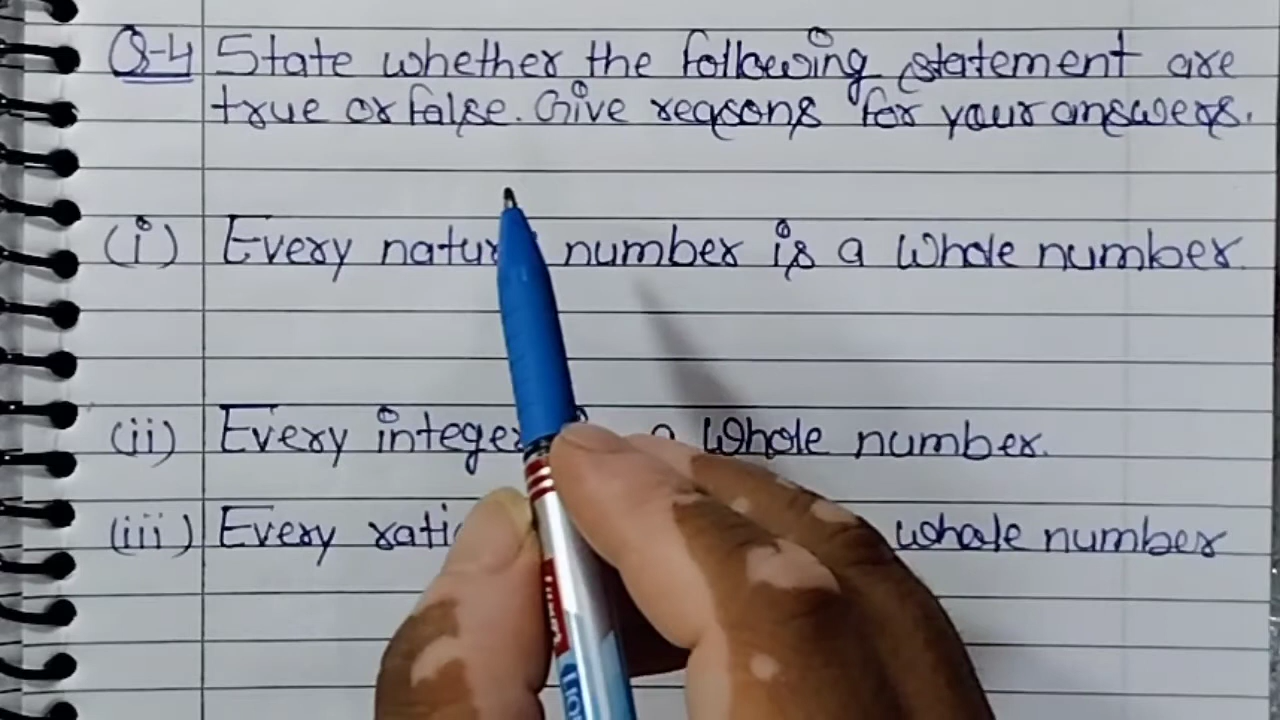 Q-4 State whether the following statement are
true or false. Give reasons for your answers.
(i) Every number is a whole number.
(ii) Every a whole number.
(iii) Every whole number